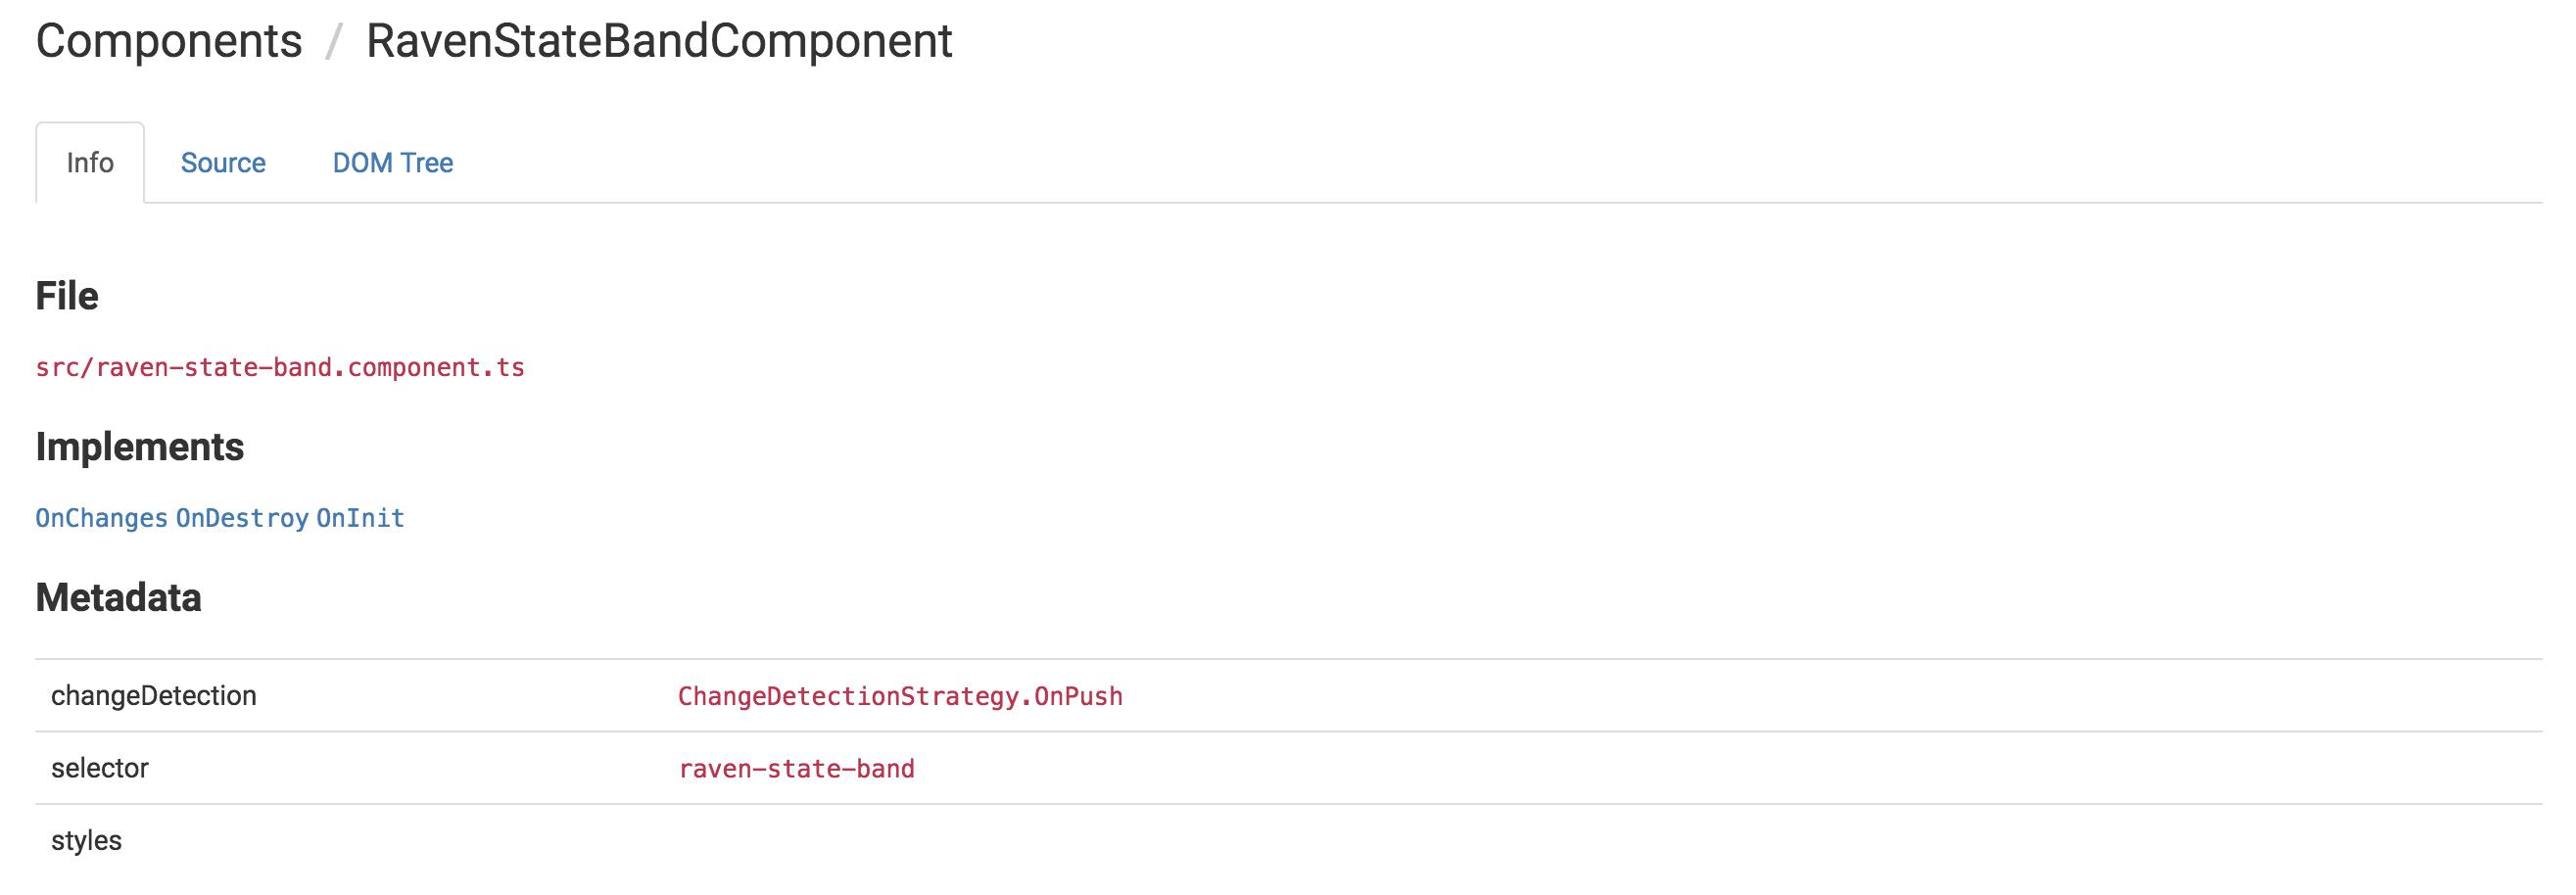 Components / RavenStateBandComponent
Info Source DOM Tree
File
src/raven-state-band.component.ts
Implements
OnChanges OnDestroy OnInit
Metadata
changeDetection ChangeDetectionStrategy.OnPush
selector raven-state-band
styles